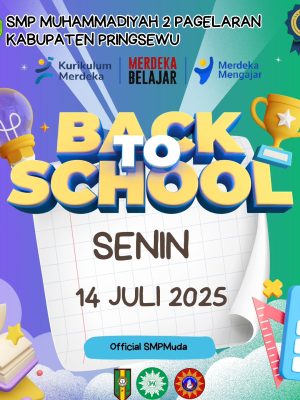 SMP MUHAMMADIYAH 2 PAGELARAN
KABUPATEN PRINGSEWU
Kurikulum
Merdeka
MERDEKA
BELAJAR
Merdeka
Mengajar
BACK
TO
SCHOOL
SENIN
14 JULI 2025
Official SMPMuda